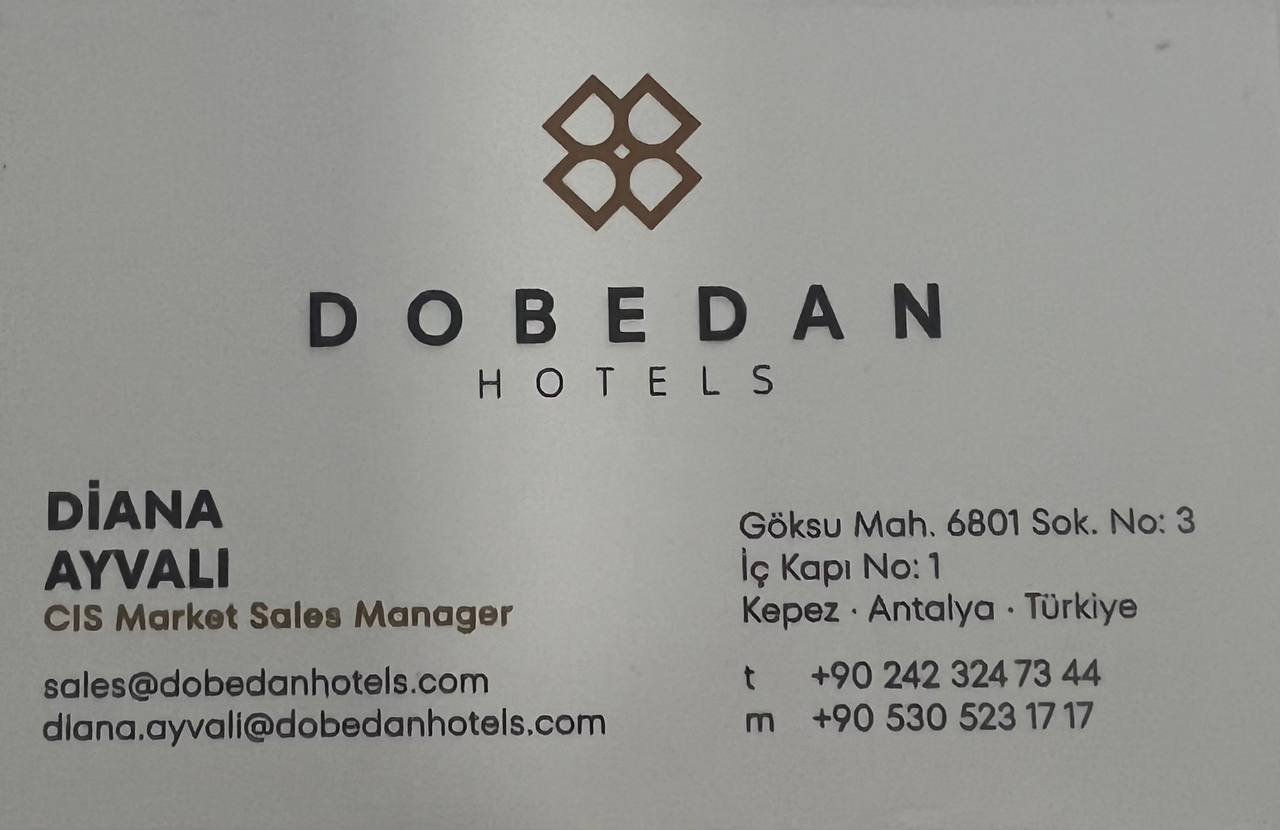 DOBEDAN
HOTELS
DİANA
AYVALI
CIS Market Sales Manager
sales@dobedanhotels.com
diana.ayvali@dobedanhotels.com
Göksu Mah. 6801 Sok. No: 3
İç Kapı No: 1
Kepez · Antalya · Türkiye
t +90 242 324 73 44
m +90 530 523 17 17